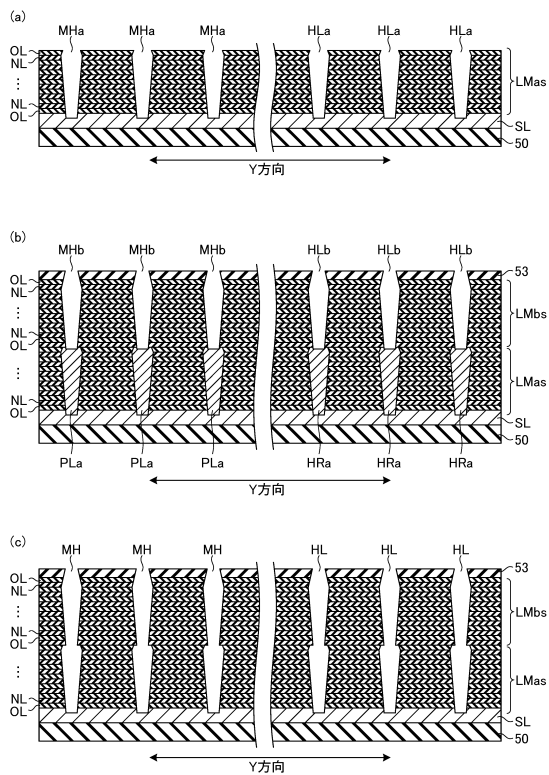 (a)
MHa MHa MHa HLa HLa HLa
OL
NL
⋮
NL
OL
LMas
SL
50
Y方向
(b)
MHb MHb MHb HLb HLb HLb
53
OL
NL
⋮
NL
OL
⋮
NL
OL
LMbs
LMas
SL
50
PLa PLa PLa HRa HRa HRa
Y方向
(c)
MH MH MH HL HL HL
53
OL
NL
⋮
NL
OL
⋮
NL
OL
LMbs
LMas
SL
50
Y方向